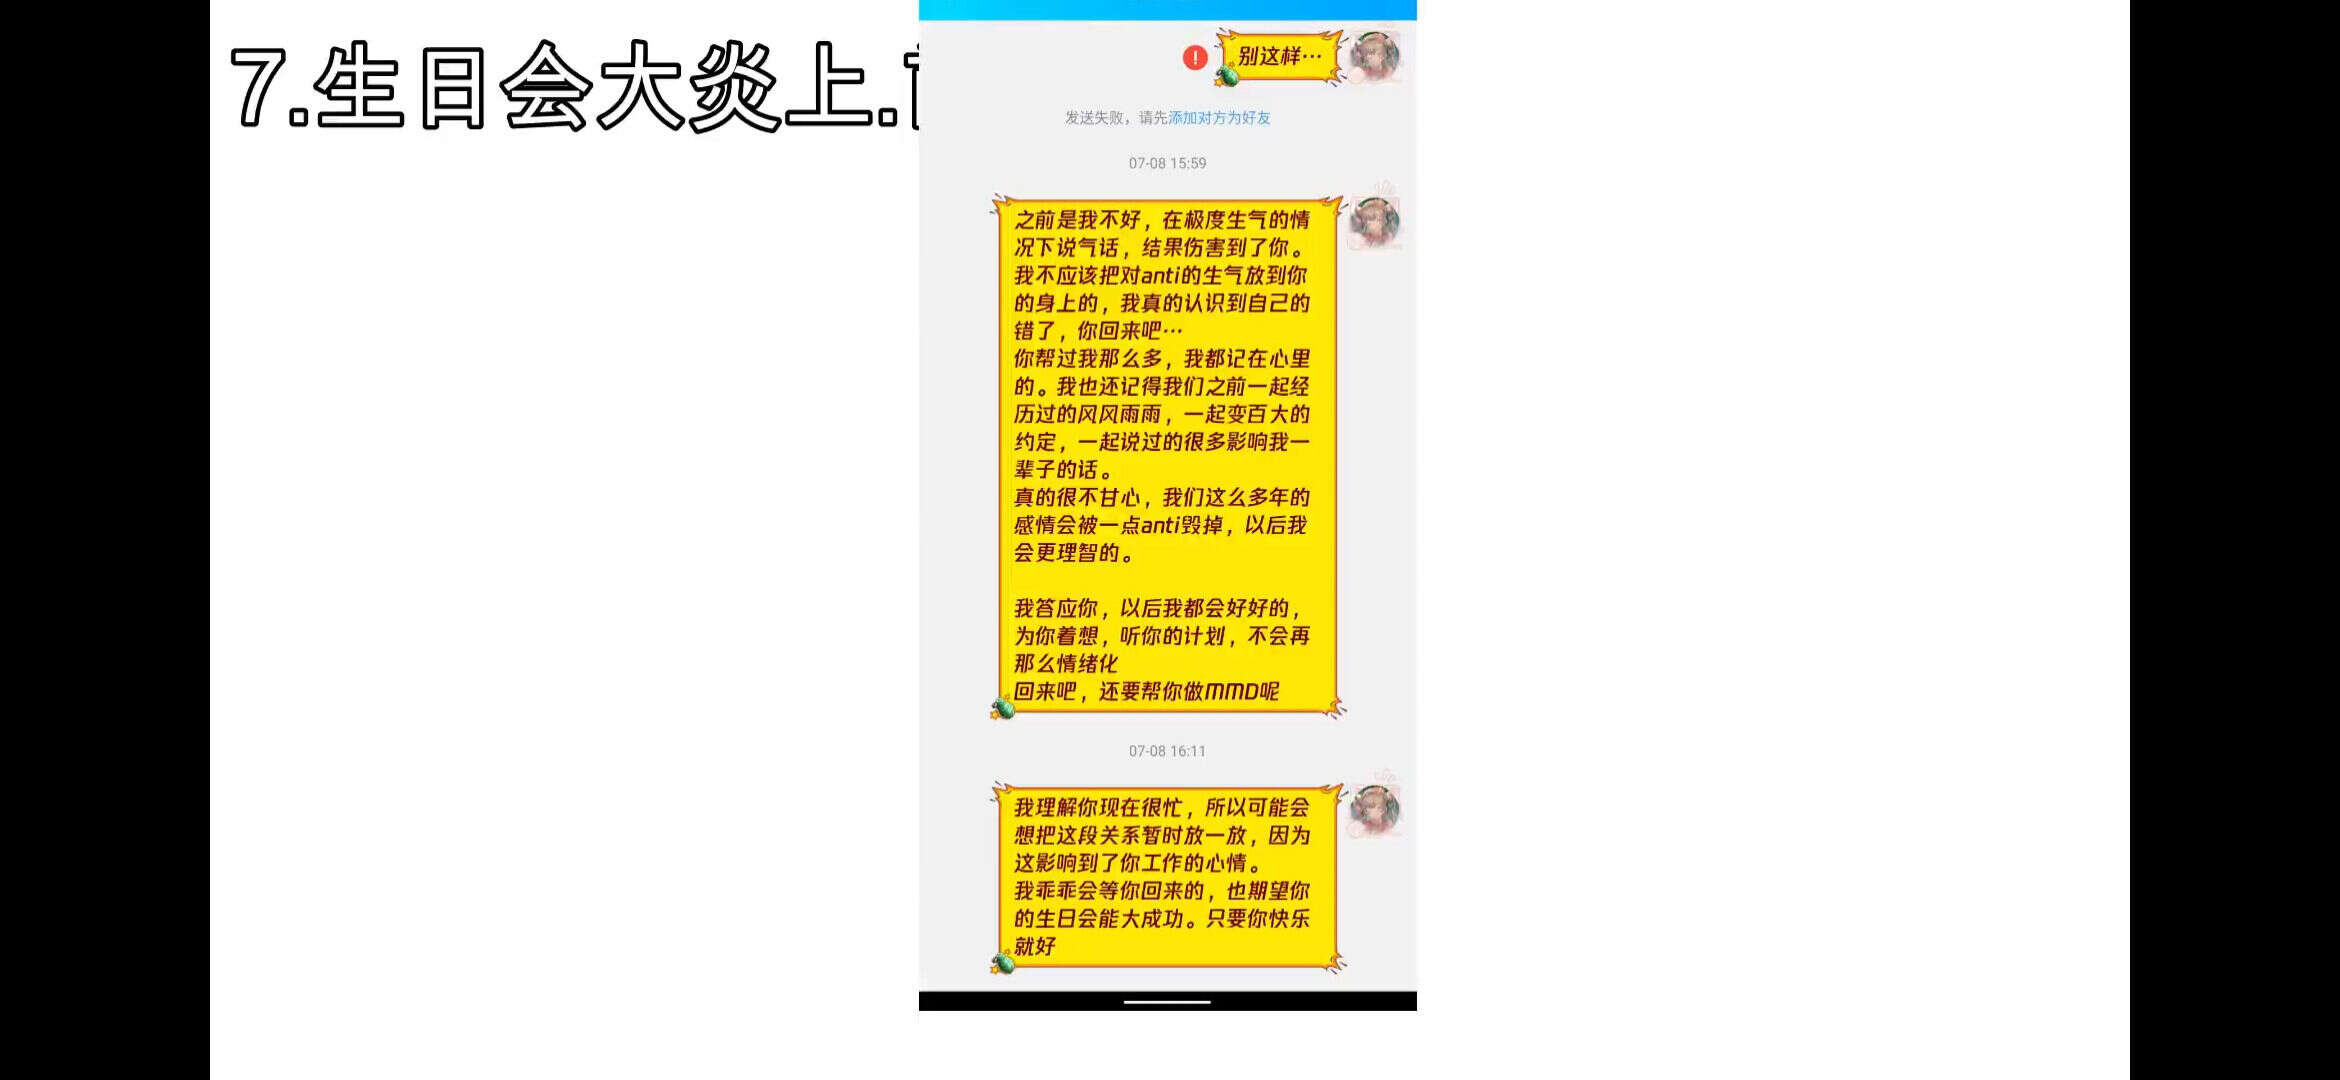 7.生日会大炎上.
别这样…
发送失败，请先添加对方为好友
07-08 15:59
之前是我不好，在极度生气的情
况下说气话，结果伤害到了你。
我不应该把对anti的生气放到你
的身上的，我真的认识到自己的
错了，你回来吧…
你帮过我那么多，我都记在心里
的。我也还记得我们之前一起经
历过的风风雨雨，一起变百大的
约定，一起说过的很多影响我一
辈子的话。
真的很不甘心，我们这么多年的
感情会被一点anti毁掉，以后我
会更理智的。
我答应你，以后我都会好好的，
为你着想，听你的计划，不会再
那么情绪化
回来吧，还要帮你做MMD呢
07-08 16:11
我理解你现在很忙，所以可能会
想把这段关系暂时放一放，因为
这影响到了你工作的心情。
我乖乖会等你回来的，也期望你
的生日会能大成功。只要你快乐
就好